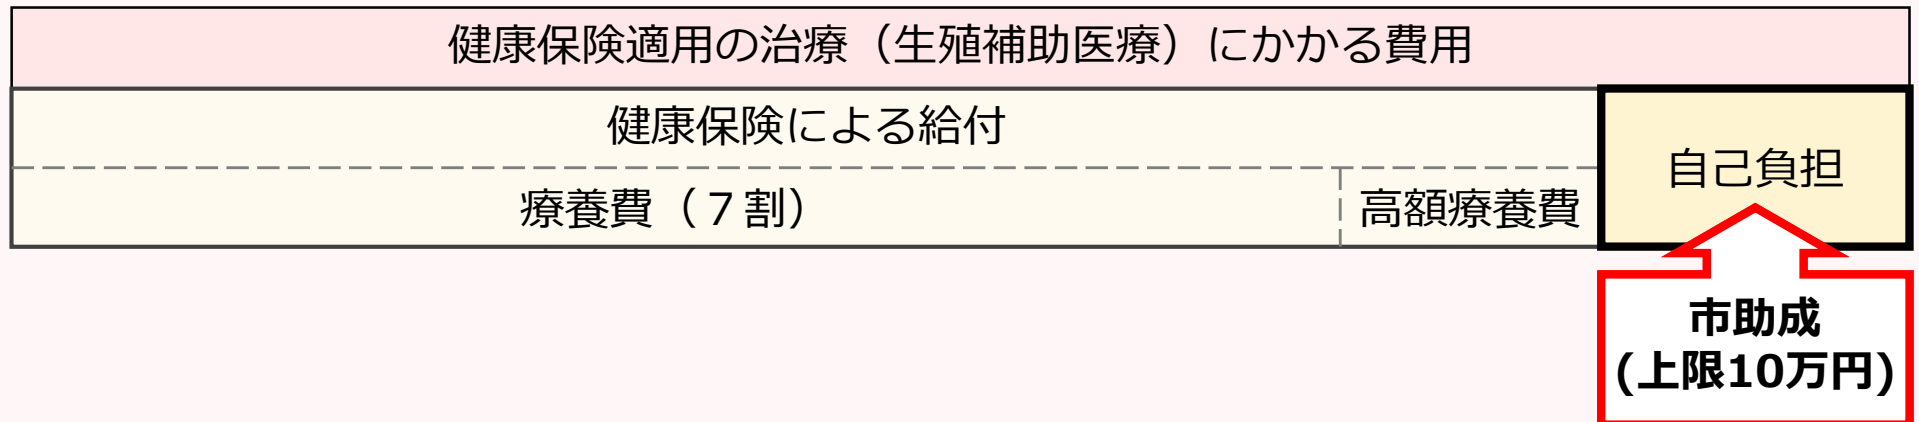 健康保険適用の治療（生殖補助医療）にかかる費用
健康保険による給付
自己負担
療養費（７割）
高額療養費
市助成
(上限10万円)